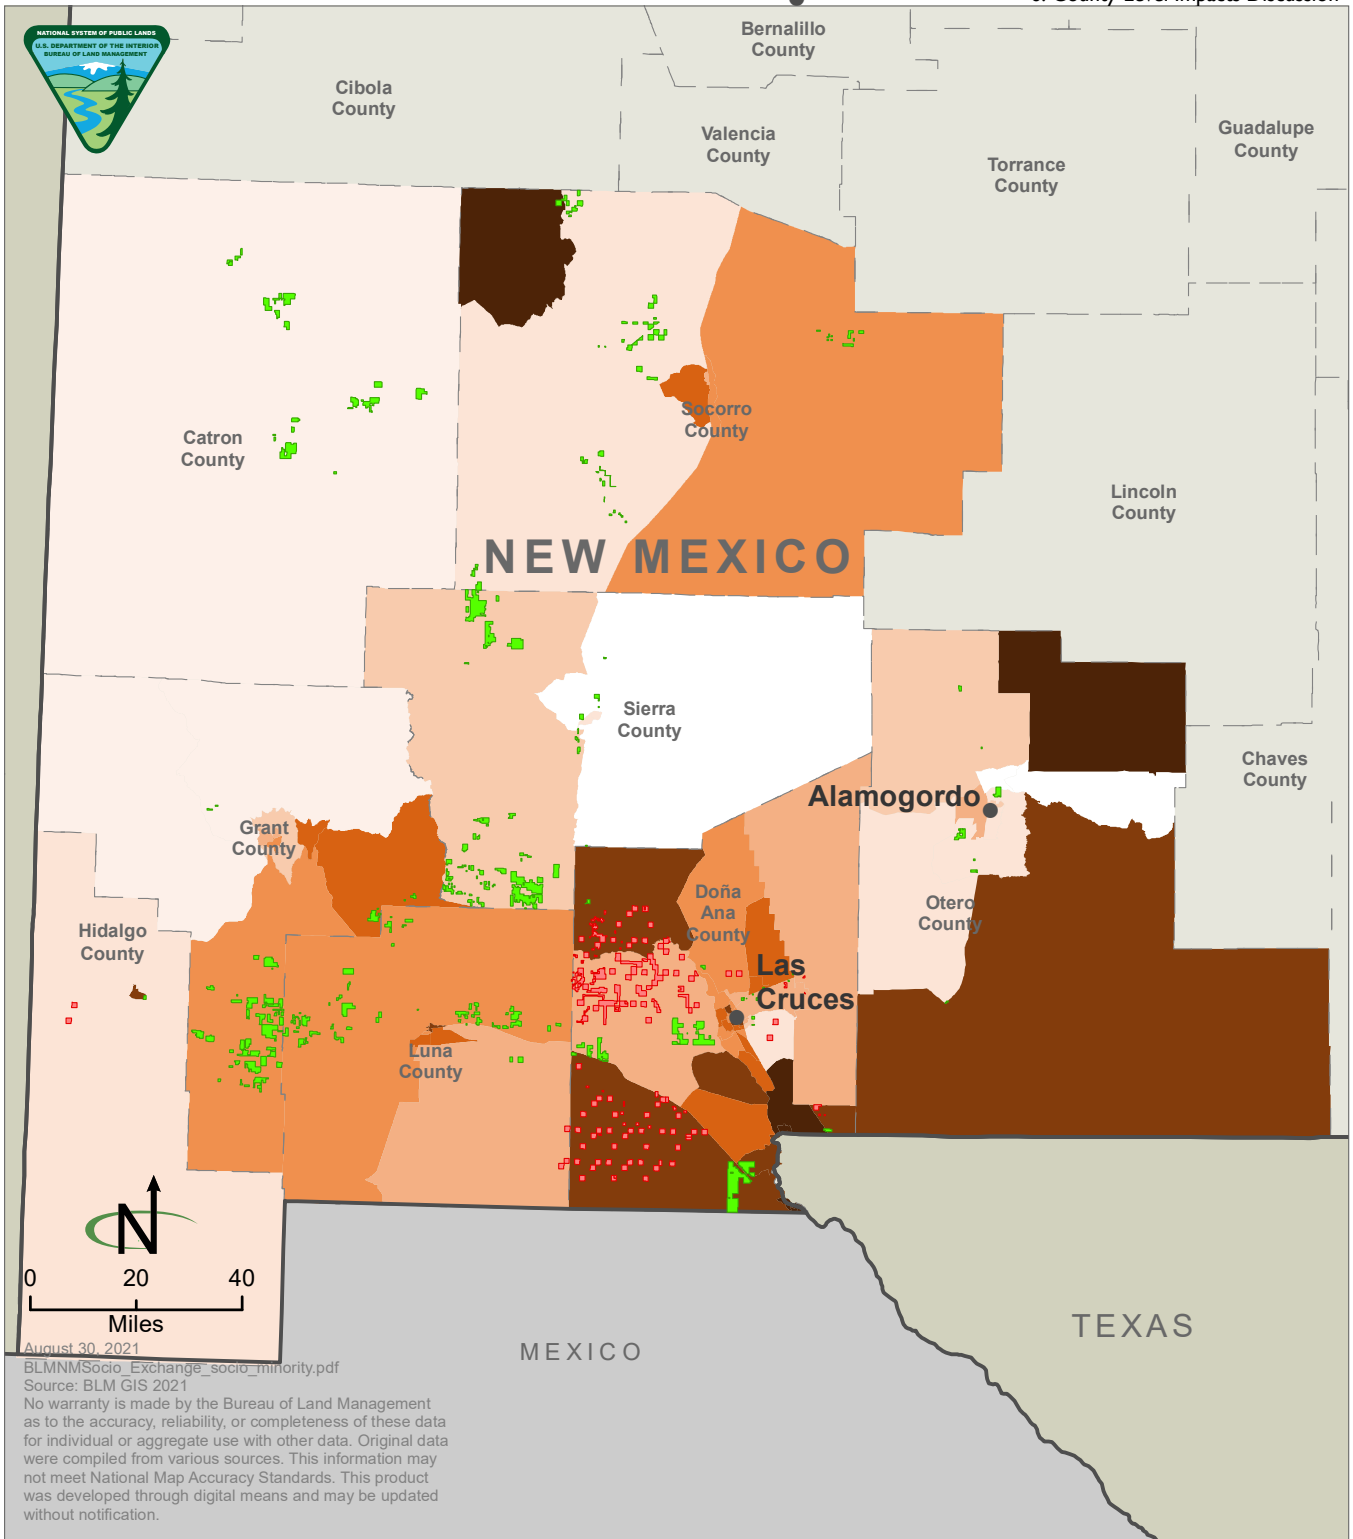 NATIONAL SYSTEM OF PUBLIC LANDS
U.S. DEPARTMENT OF THE INTERIOR
BUREAU OF LAND MANAGEMENT
Bernalillo
County
Cibola
County
Valencia
County
Guadalupe
County
Torrance
County
Socorro
County
Catron
County
Lincoln
County
NEW MEXICO
Sierra
County
Chaves
County
Alamogordo
Grant
County
Doña
Ana
County
Otero
County
Hidalgo
County
Las
Cruces
Luna
County
N
0 20 40
Miles
TEXAS
MEXICO
August 30, 2021
BLMNMSocio_Exchange_socio_minority.pdf
Source: BLM GIS 2021
No warranty is made by the Bureau of Land Management
as to the accuracy, reliability, or completeness of these data
for individual or aggregate use with other data. Original data
were compiled from various sources. This information may
not meet National Map Accuracy Standards. This product
was developed through digital means and may be updated
without notification.